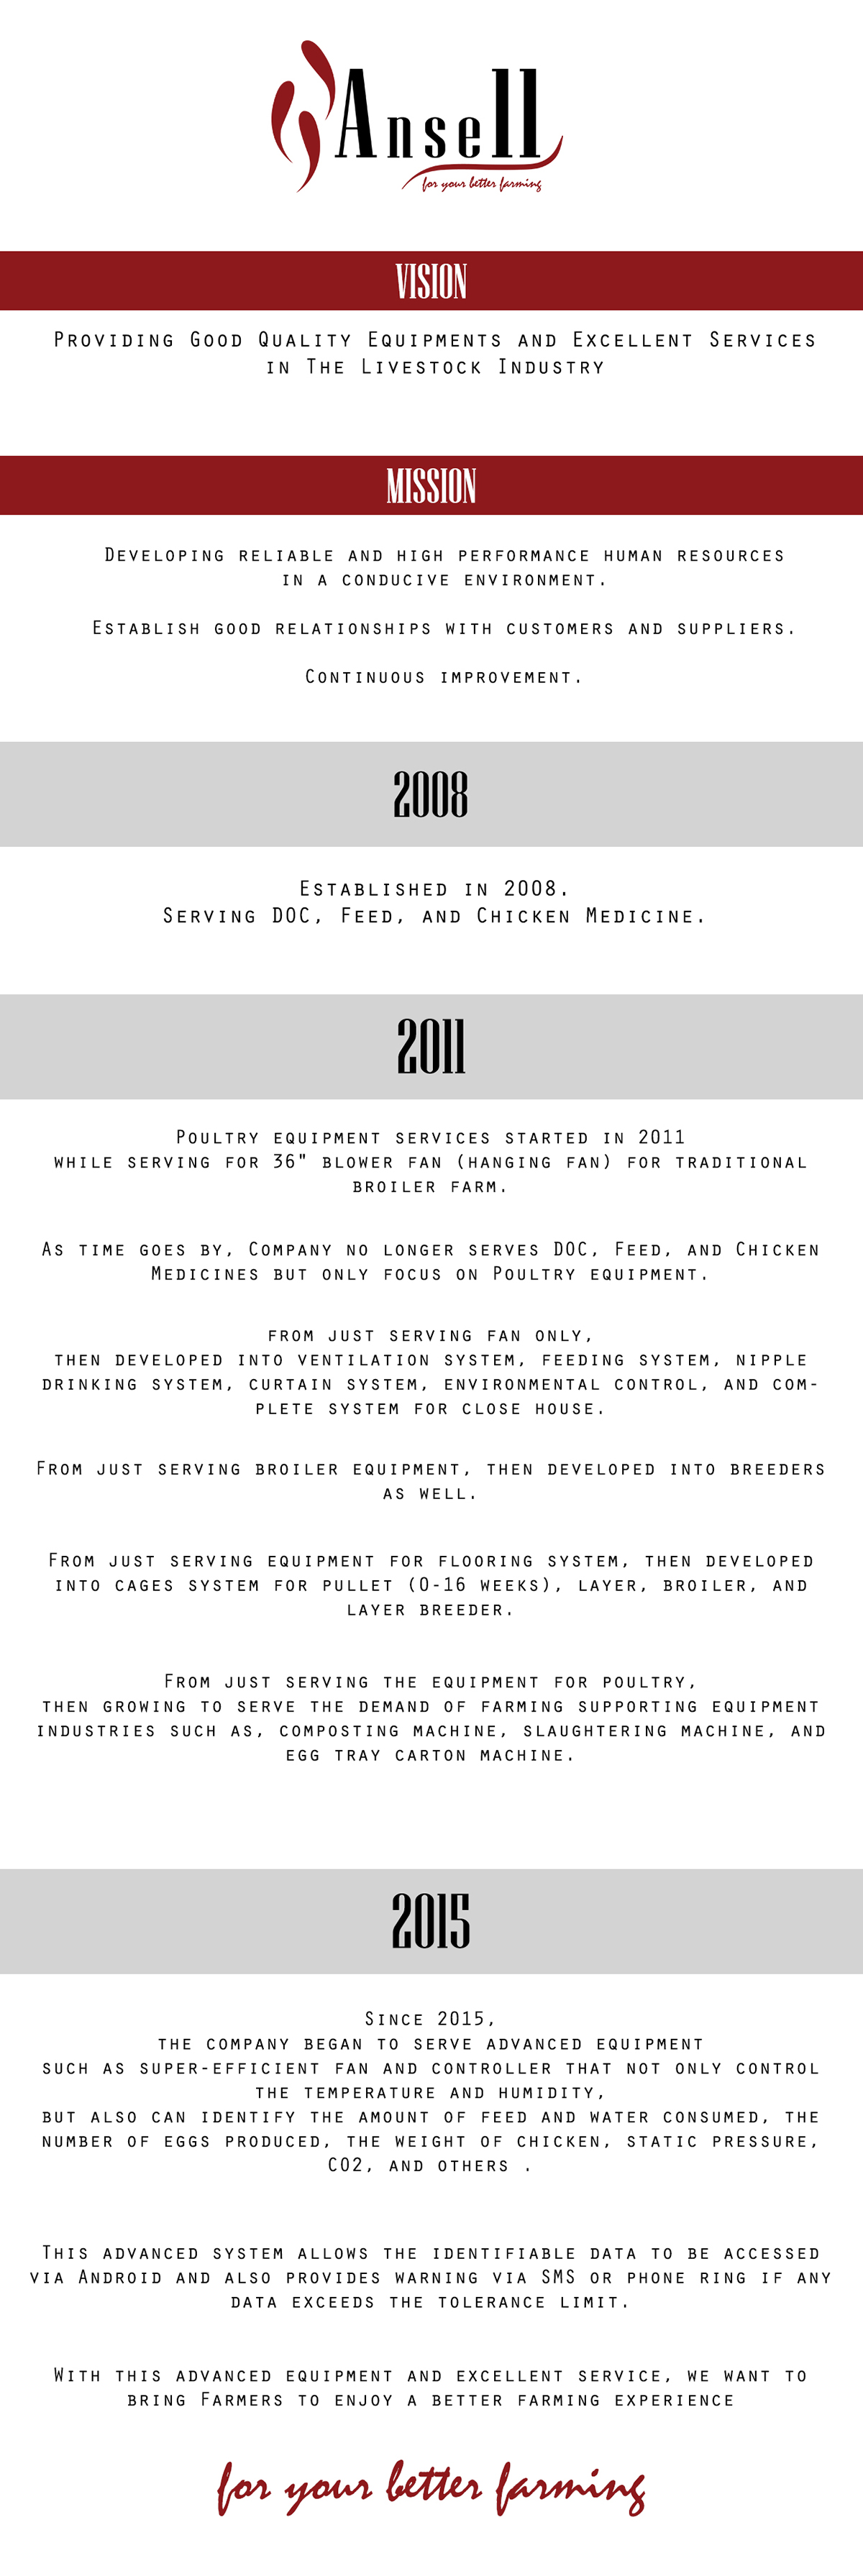 Ansell
for your better farming
VISION
Providing Good Quality Equipments and Excellent Services
in The Livestock Industry
MISSION
Developing reliable and high performance human resources
in a conducive environment.
Establish good relationships with customers and suppliers.
Continuous improvement.
2008
Established in 2008.
Serving DOC, Feed, and Chicken Medicine.
2011
Poultry equipment services started in 2011
while serving for 36" blower fan (hanging fan) for traditional
broiler farm.
As time goes by, Company no longer serves DOC, Feed, and Chicken
Medicines but only focus on Poultry equipment.
from just serving fan only,
then developed into ventilation system, feeding system, nipple
drinking system, curtain system, environmental control, and com-
plete system for close house.
From just serving broiler equipment, then developed into breeders
as well.
From just serving equipment for flooring system, then developed
into cages system for pullet (0-16 weeks), layer, broiler, and
layer breeder.
From just serving the equipment for poultry,
then growing to serve the demand of farming supporting equipment
industries such as, composting machine, slaughtering machine, and
egg tray carton machine.
2015
Since 2015,
the company began to serve advanced equipment
such as super-efficient fan and controller that not only control
the temperature and humidity,
but also can identify the amount of feed and water consumed, the
number of eggs produced, the weight of chicken, static pressure,
CO2, and others .
This advanced system allows the identifiable data to be accessed
via Android and also provides warning via SMS or phone ring if any
data exceeds the tolerance limit.
With this advanced equipment and excellent service, we want to
bring Farmers to enjoy a better farming experience
for your better farming